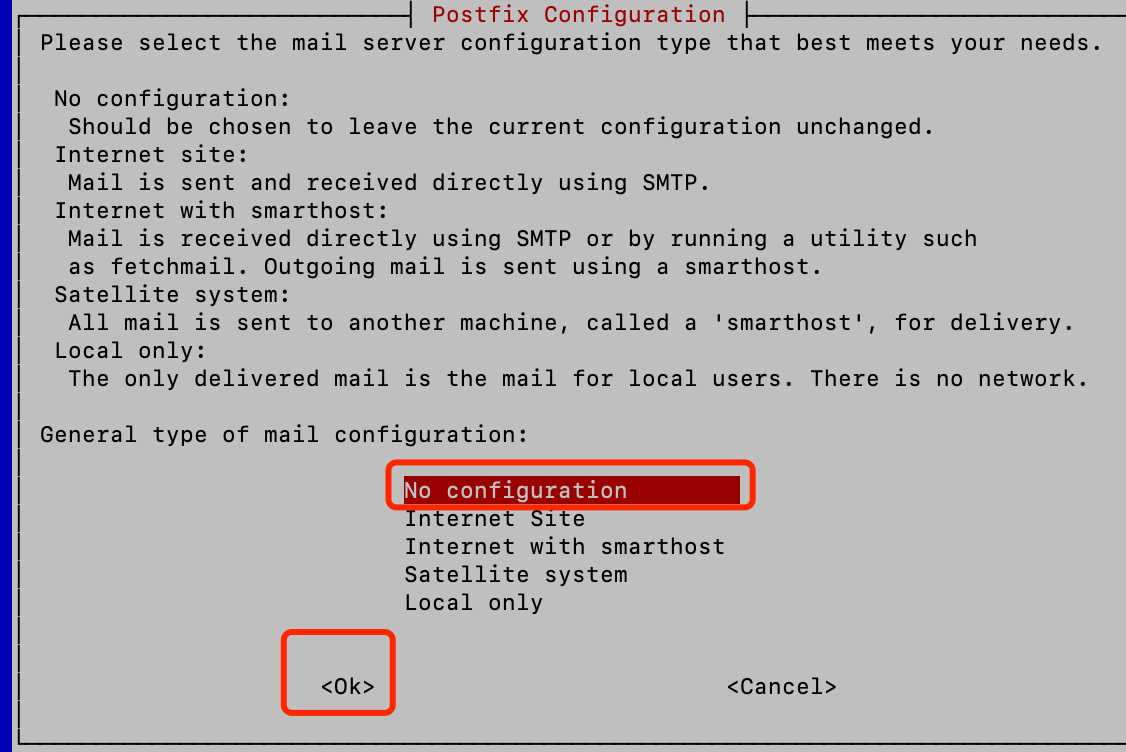 Postfix Configuration
Please select the mail server configuration type that best meets your needs.
No configuration:
Should be chosen to leave the current configuration unchanged.
Internet site:
Mail is sent and received directly using SMTP.
Internet with smarthost:
Mail is received directly using SMTP or by running a utility such
as fetchmail. Outgoing mail is sent using a smarthost.
Satellite system:
All mail is sent to another machine, called a 'smarthost', for delivery.
Local only:
The only delivered mail is the mail for local users. There is no network.
General type of mail configuration:
No configuration
Internet Site
Internet with smarthost
Satellite system
Local only
<Ok> <Cancel>